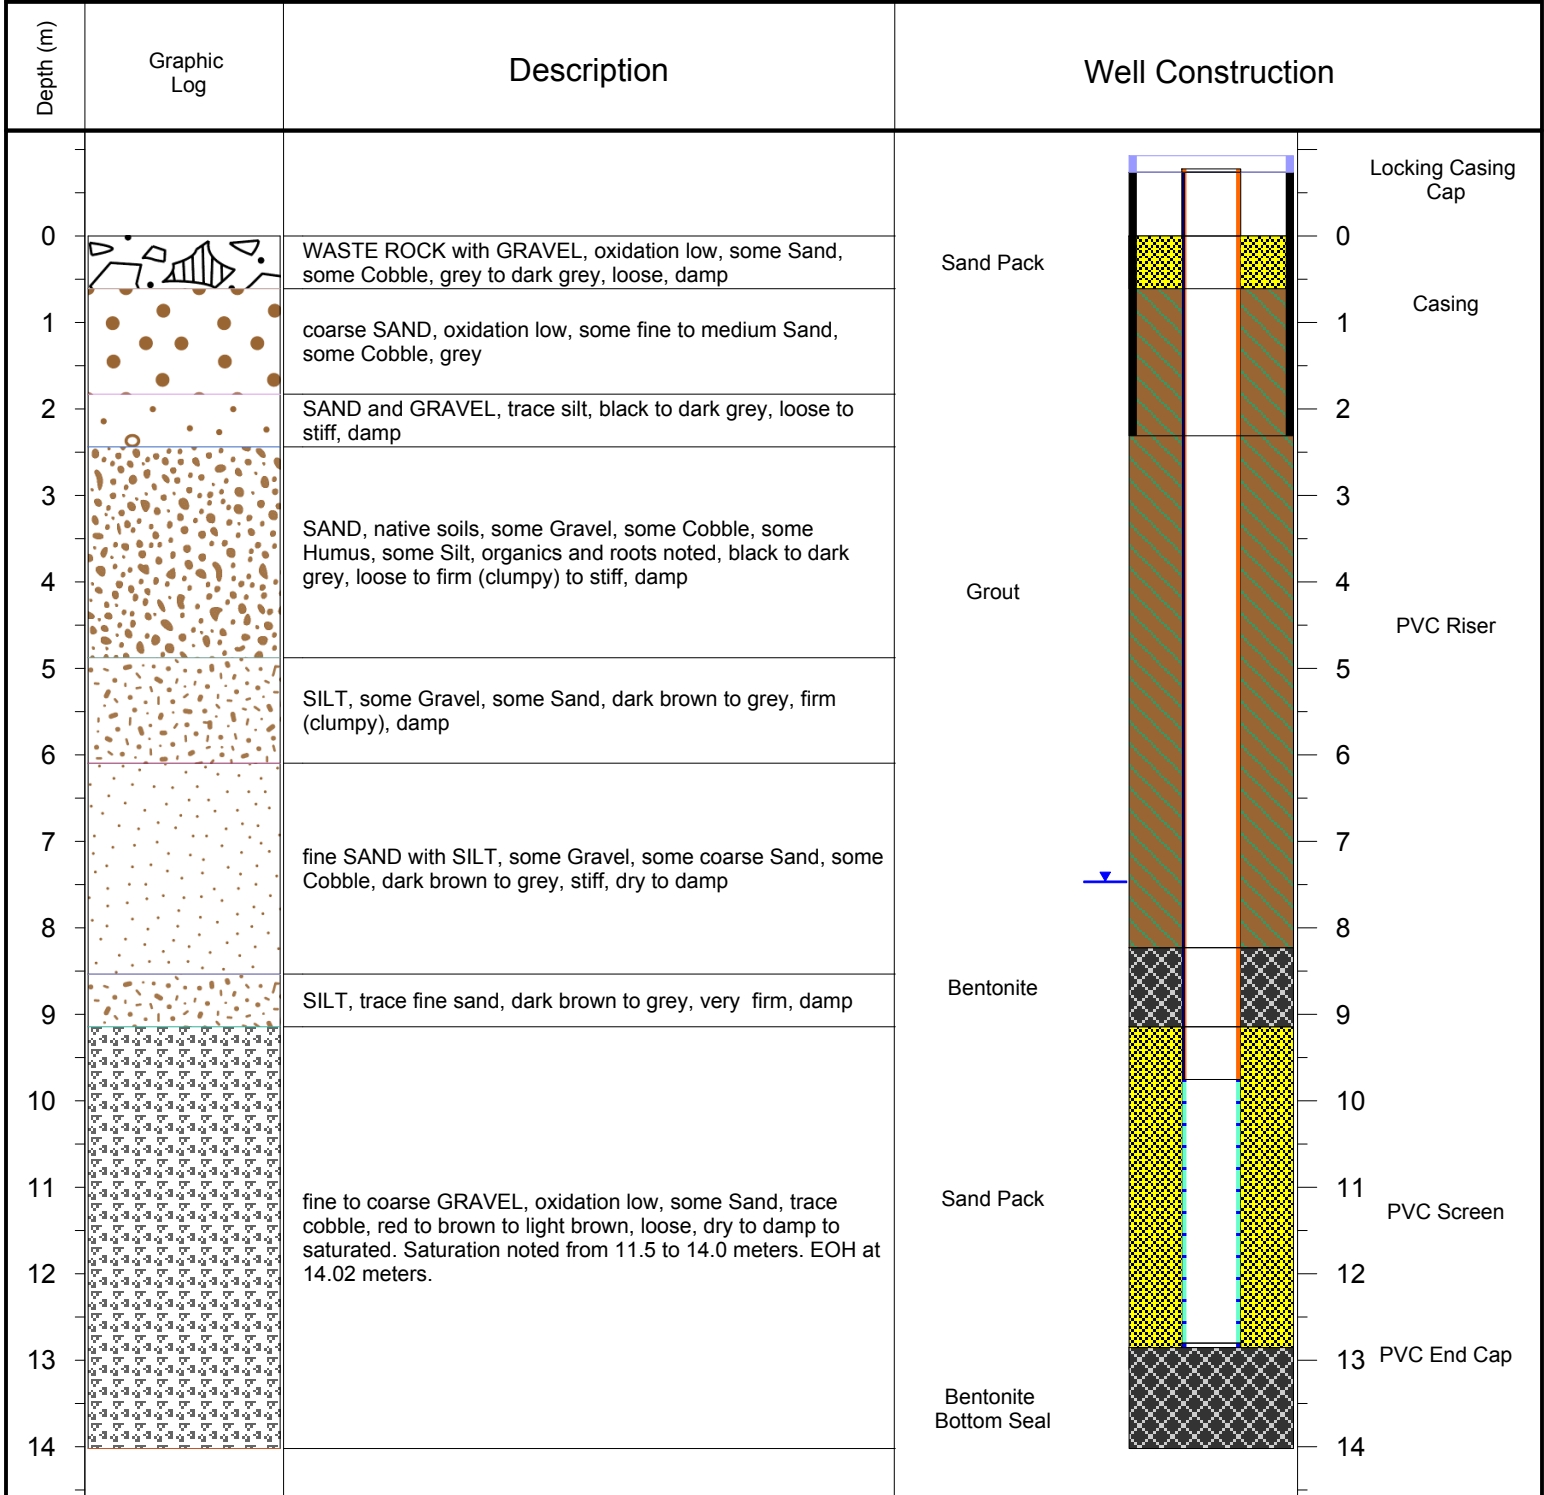 Depth (m)
Graphic
Log
Description
Well Construction
Locking Casing
Cap
0
WASTE ROCK with GRAVEL, oxidation low, some Sand,
some Cobble, grey to dark grey, loose, damp
Sand Pack
0
Casing
1
coarse SAND, oxidation low, some fine to medium Sand,
some Cobble, grey
1
2
SAND and GRAVEL, trace silt, black to dark grey, loose to
stiff, damp
2
3
3
SAND, native soils, some Gravel, some Cobble, some
Humus, some Silt, organics and roots noted, black to dark
grey, loose to firm (clumpy) to stiff, damp
4
Grout
4
PVC Riser
5
5
SILT, some Gravel, some Sand, dark brown to grey, firm
(clumpy), damp
6
6
7
7
fine SAND with SILT, some Gravel, some coarse Sand, some
Cobble, dark brown to grey, stiff, dry to damp
8
8
Bentonite
SILT, trace fine sand, dark brown to grey, very  firm, damp
9
9
10
10
11
11
fine to coarse GRAVEL, oxidation low, some Sand, trace
cobble, red to brown to light brown, loose, dry to damp to
saturated. Saturation noted from 11.5 to 14.0 meters. EOH at
14.02 meters.
Sand Pack
PVC Screen
12
12
13
13
PVC End Cap
Bentonite
Bottom Seal
14
14